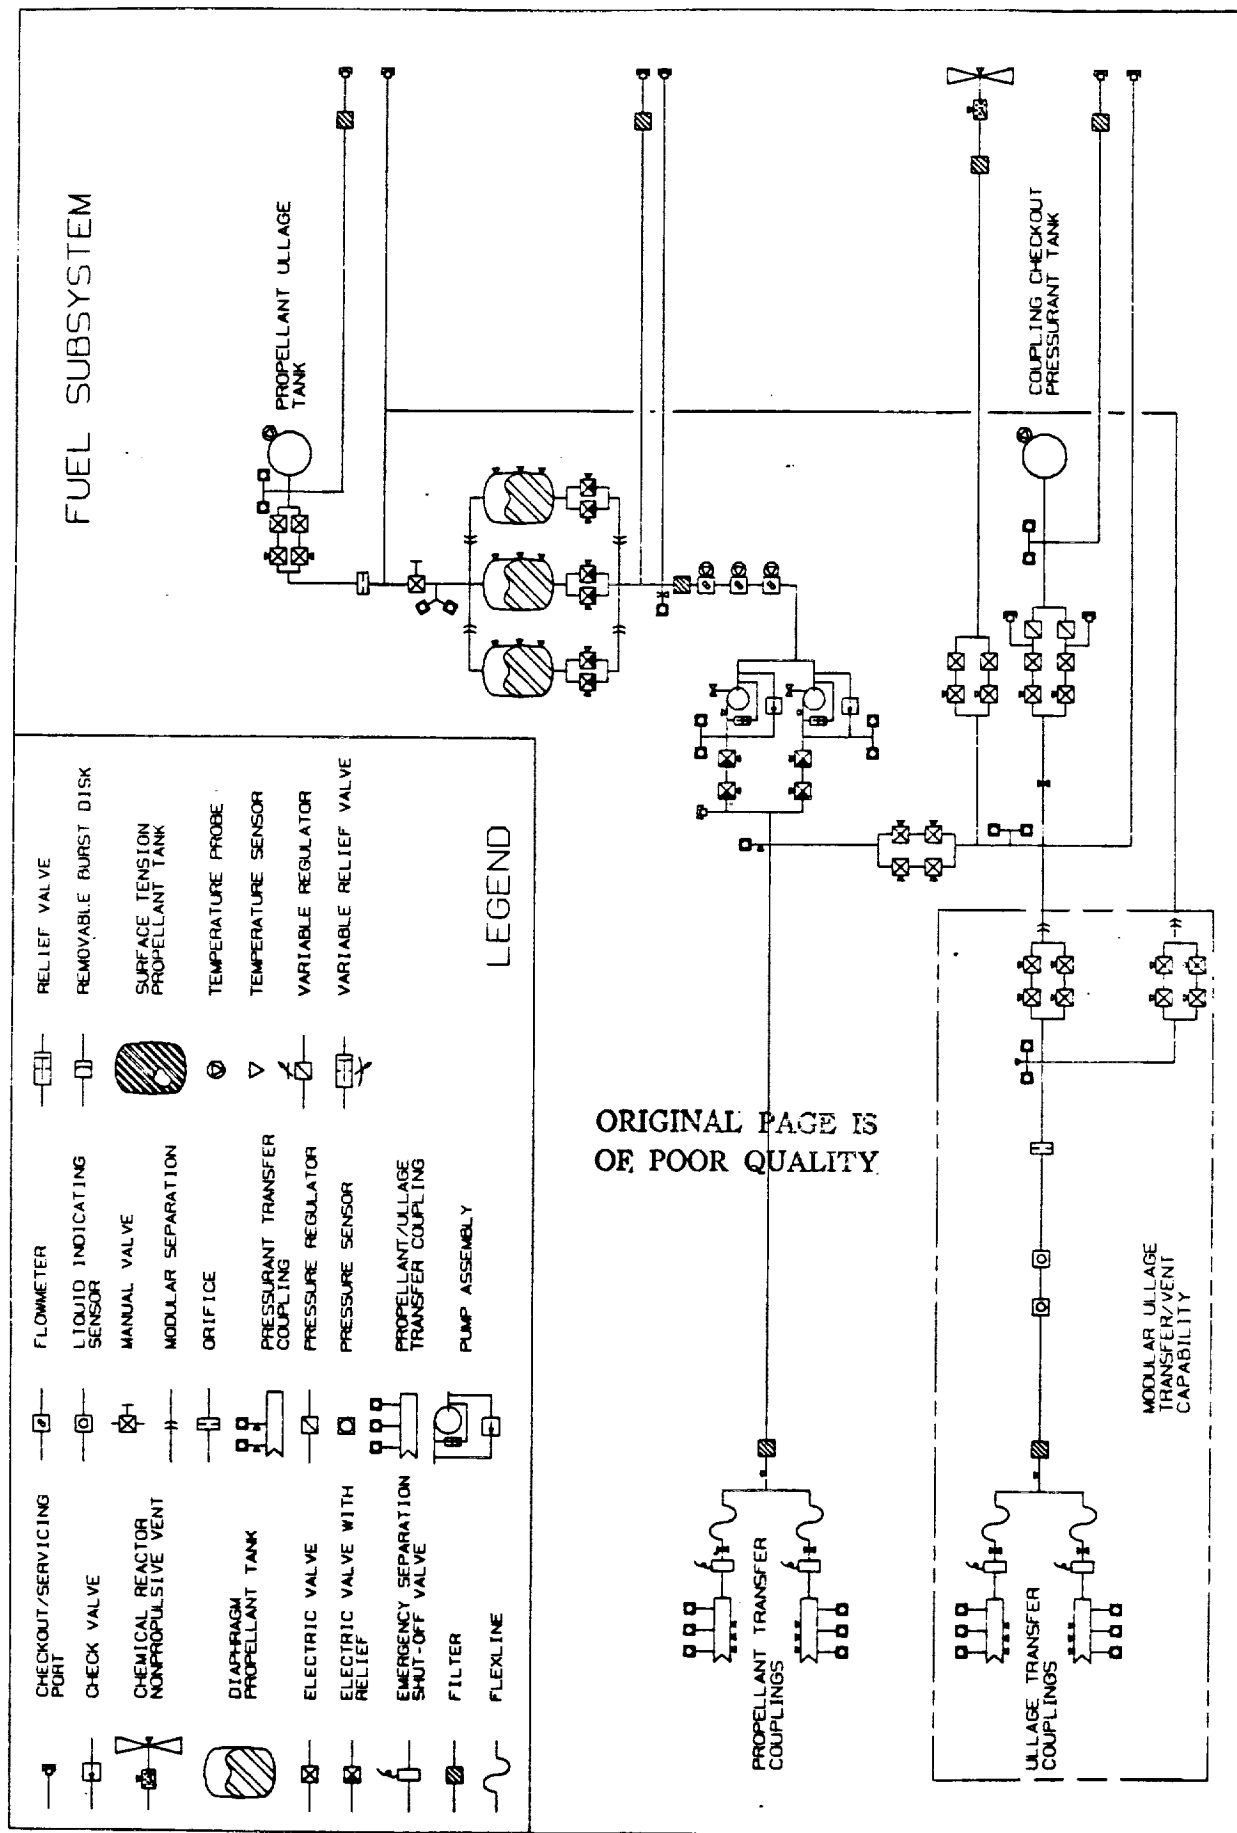 FUEL SUBSYSTEM
PROPELLANT ULLAGE
TANK
COUPLING CHECKOUT
PRESSURANT TANK
CHECKOUT/SERVICING
PORT
CHECK VALVE
CHEMICAL REACTOR
NONPROPULSIVE VENT
DIAPHRAGM
PROPELLANT TANK
ELECTRIC VALVE
ELECTRIC VALVE WITH
RELIEF
EMERGENCY SEPARATION
SHUT-OFF VALVE
FILTER
FLEXLINE
FLOWMETER
LIQUID INDICATING
SENSOR
MANUAL VALVE
MODULAR SEPARATION
ORIFICE
PRESSURANT TRANSFER
COUPLING
PRESSURE REGULATOR
PRESSURE SENSOR
PROPELLANT/ULLAGE
TRANSFER COUPLING
PUMP ASSEMBLY
RELIEF VALVE
REMOVABLE BURST DISK
SURFACE TENSION
PROPELLANT TANK
TEMPERATURE PROBE
TEMPERATURE SENSOR
VARIABLE REGULATOR
VARIABLE RELIEF VALVE
LEGEND
ORIGINAL PAGE IS
OF POOR QUALITY
PROPELLANT TRANSFER
COUPLINGS
ULLAGE TRANSFER
COUPLINGS
MODULAR ULLAGE
TRANSFER/VENT
CAPABILITY